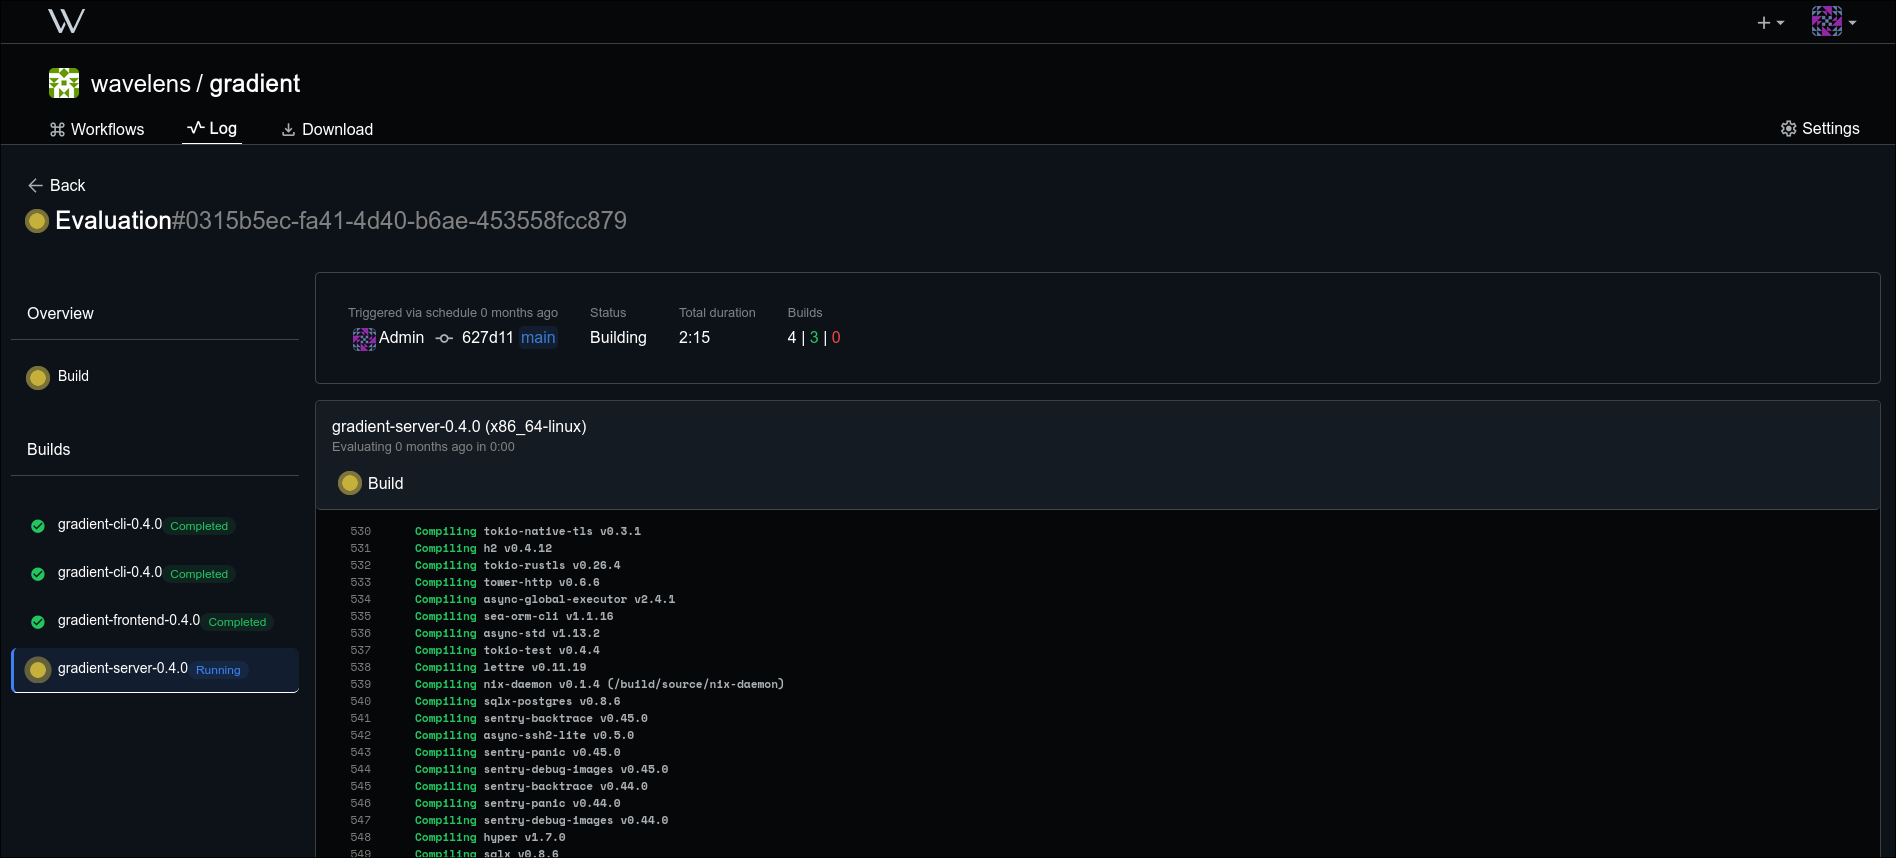 W
wavelens / gradient
Workflows Log Download Settings
Back
Evaluation#0315b5ec-fa41-4d40-b6ae-453558fcc879
Overview
Build
Builds
gradient-cli-0.4.0 Completed
gradient-cli-0.4.0 Completed
gradient-frontend-0.4.0 Completed
gradient-server-0.4.0 Running
Triggered via schedule 0 months ago Status Total duration Builds
Admin 627d11 main Building 2:15 4 | 3 | 0
gradient-server-0.4.0 (x86_64-linux)
Evaluating 0 months ago in 0:00
Build
530 Compiling tokio-native-tls v0.3.1
531 Compiling h2 v0.4.12
532 Compiling tokio-rustls v0.26.4
533 Compiling tower-http v0.6.6
534 Compiling async-global-executor v2.4.1
535 Compiling sea-orm-cli v1.1.16
536 Compiling async-std v1.13.2
537 Compiling tokio-test v0.4.4
538 Compiling lettre v0.11.19
539 Compiling nix-daemon v0.1.4 (/build/source/nix-daemon)
540 Compiling sqlx-postgres v0.8.6
541 Compiling sentry-backtrace v0.45.0
542 Compiling async-ssh2-lite v0.5.0
543 Compiling sentry-panic v0.45.0
544 Compiling sentry-debug-images v0.45.0
545 Compiling sentry-backtrace v0.44.0
546 Compiling sentry-panic v0.44.0
547 Compiling sentry-debug-images v0.44.0
548 Compiling hyper v1.7.0
549 Compiling sqlx v0.8.6